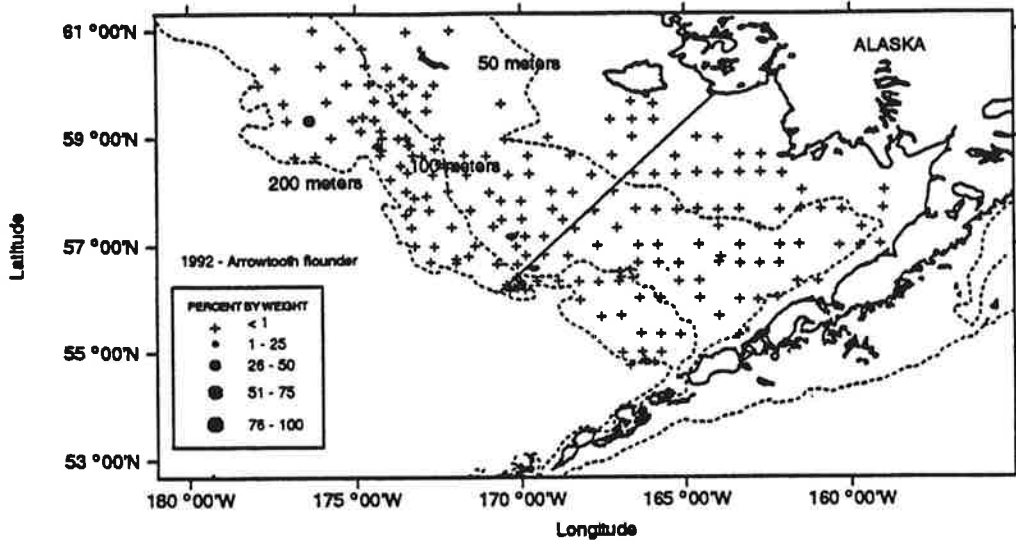 61 °00'N
59 °00'N
57 °00'N
55 °00'N
53 °00'N
Latitude
ALASKA
50 meters
100 meters
200 meters
1992 - Arrowtooth flounder
PERCENT BY WEIGHT
< 1
1 - 25
26 - 50
51 - 75
76 - 100
180 °00'W
175 °00'W
170 °00'W
165 °00'W
160 °00'W
Longitude